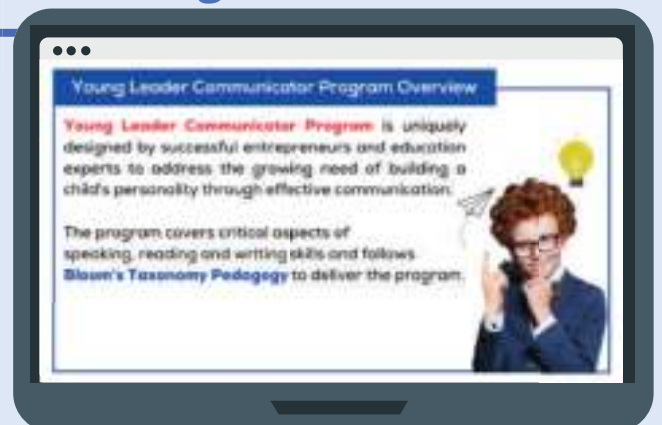 Young Leader Communicator Program Overview
Young Leader Communicator Program is uniquely
designed by successful entrepreneurs and education
experts to address the growing need of building a
child's personality through effective communication.
The program covers critical aspects of
speaking, reading and writing skills and follows
Bloom's Taxonomy Pedagogy to deliver the program.